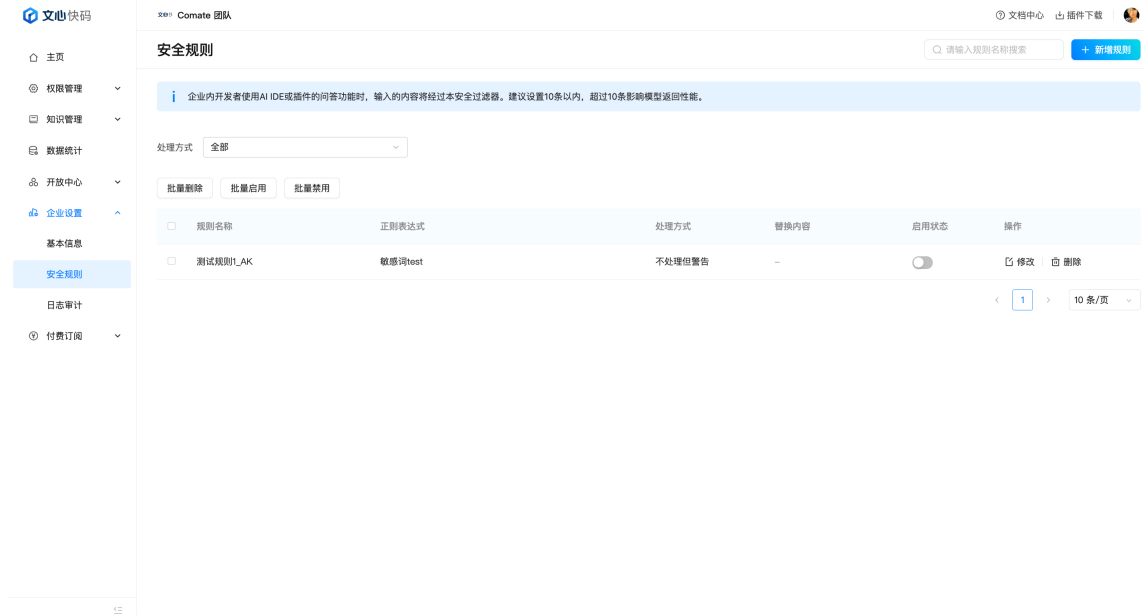 文心快码
文心快码 Comate 团队
文档中心
插件下载
主页
权限管理
知识管理
数据统计
开放中心
企业设置
基本信息
安全规则
日志审计
付费订阅
安全规则
请输入规则名称搜索
+ 新增规则
企业内开发者使用AI IDE或插件的问答功能时，输入的内容将经过本安全过滤器。建议设置10条以内，超过10条影响模型返回性能。
处理方式 全部
批量删除 批量启用 批量禁用
规则名称 正则表达式 处理方式 替换内容 启用状态 操作
测试规则1_AK 敏感词test 不处理但警告 – 修改 删除
1 10 条/页